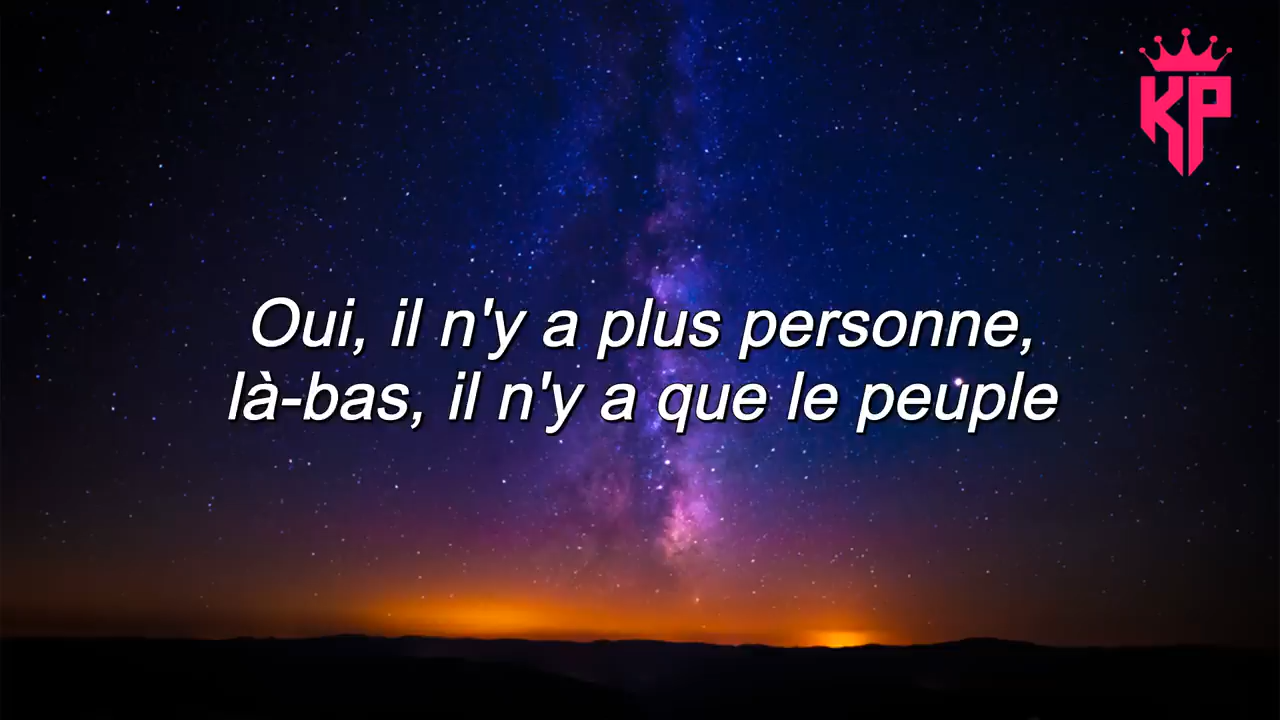 KP
Oui, il n'y a plus personne,
là-bas, il n'y a que le peuple